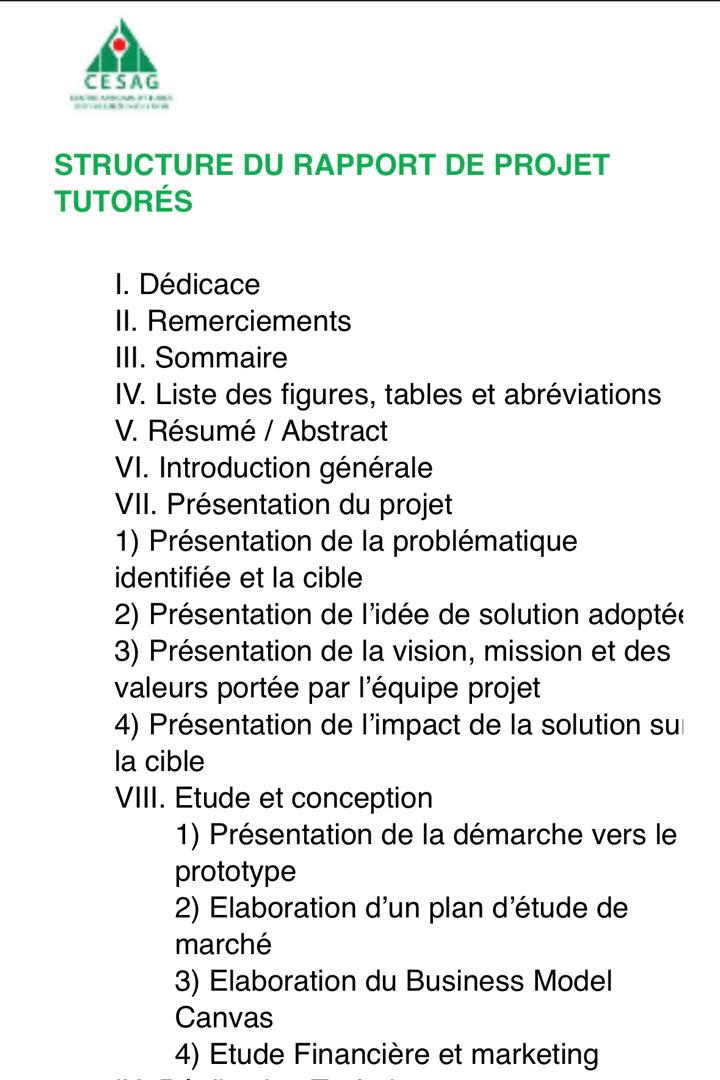 CESAG
STRUCTURE DU RAPPORT DE PROJET
TUTORÉS
I. Dédicace
II. Remerciements
III. Sommaire
IV. Liste des figures, tables et abréviations
V. Résumé / Abstract
VI. Introduction générale
VII. Présentation du projet
1) Présentation de la problématique
identifiée et la cible
2) Présentation de l’idée de solution
3) Présentation de la vision, mission et des
valeurs portée par l’équipe projet
4) Présentation de l’impact de la solution
la cible
VIII. Etude et conception
1) Présentation de la démarche vers le
prototype
2) Elaboration d’un plan d’étude de
marché
3) Elaboration du Business Model
Canvas
4) Etude Financière et marketing